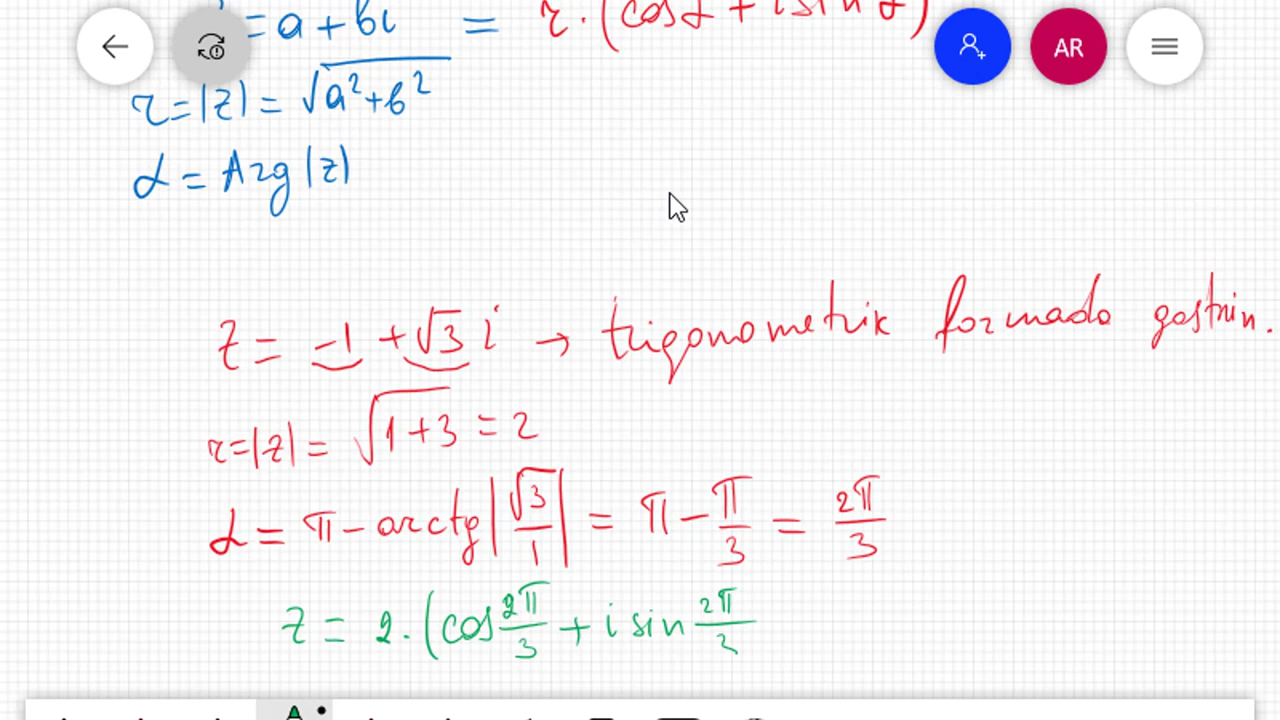 = a + bi = r · (cos α + i sin α)
AR
r = |z| = √a² + b²
α = Arg(z)
z = -1 + √3 i → trigonometrik formada
r = |z| = √1+3 = 2
α = π - arctg|√3/1| = π - π/3 = 2π/3
z = 2 · (cos 2π/3 + i sin 2π/3